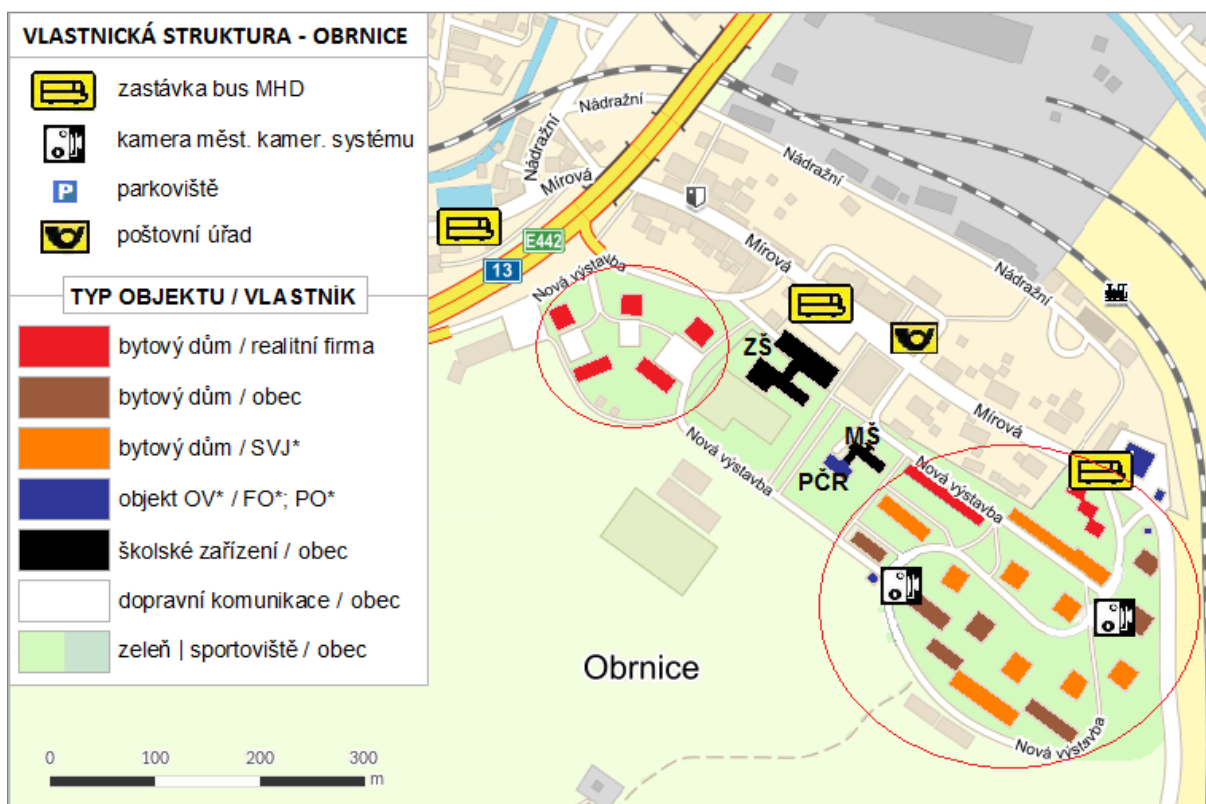 VLASTNICKÁ STRUKTURA - OBRNICE
zastávka bus MHD
kamera měst. kamer. systému
P
parkoviště
poštovní úřad
TYP OBJEKTU / VLASTNÍK
bytový dům / realitní firma
bytový dům / obec
bytový dům / SVJ*
objekt OV* / FO*; PO*
školské zařízení / obec
dopravní komunikace / obec
zeleň | sportoviště / obec
0 100 200 300
m
Nádražní
Nádražní
Nádražní
Mírová
E442
13
Nová výstavba
Mírová
Nádražní
ZŠ
Mírová
MŠ
PČR
Nová výstavba
Nová výstavba
Obrnice
Nová výstavba